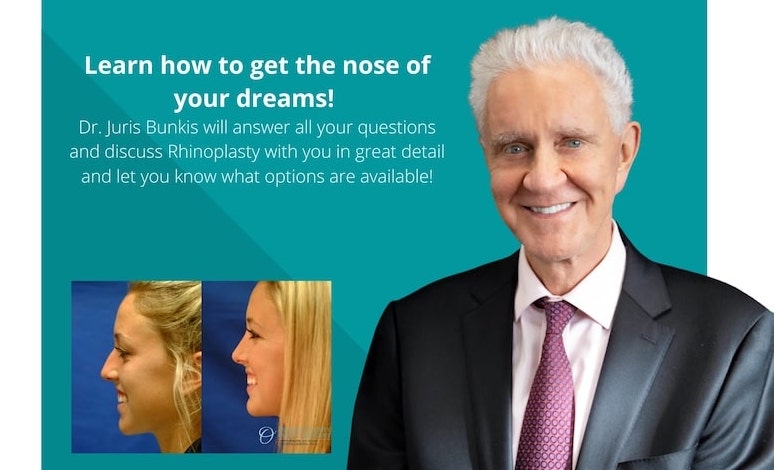 Learn how to get the nose of
your dreams!
Dr. Juris Bunkis will answer all your questions
and discuss Rhinoplasty with you in great detail
and let you know what options are available!